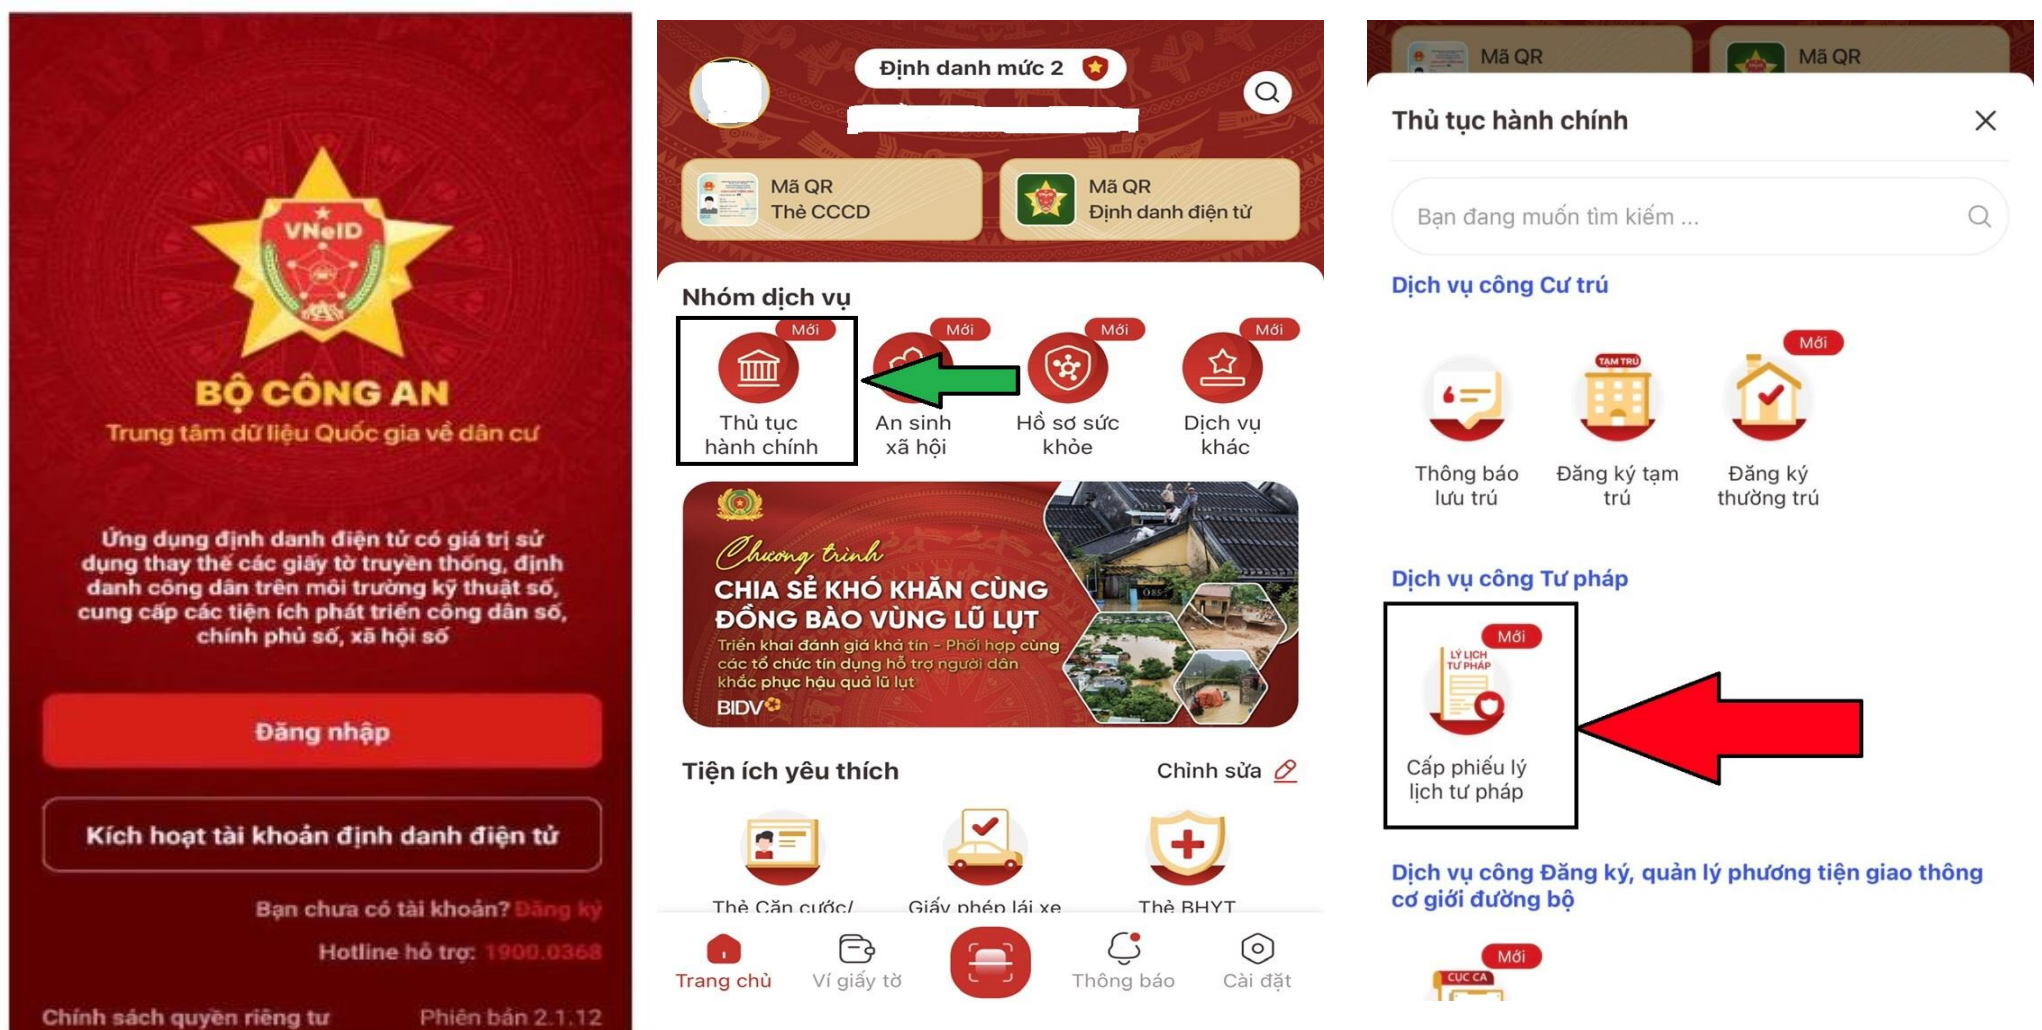 VNeID
BỘ CÔNG AN
Trung tâm dữ liệu Quốc gia về dân cư
Ứng dụng định danh điện tử có giá trị sử
dụng thay thế các giấy tờ truyền thống, định
danh công dân trên môi trường kỹ thuật số,
cung cấp các tiện ích phát triển công dân số,
chính phủ số, xã hội số
Đăng nhập
Kích hoạt tài khoản định danh điện tử
Bạn chưa có tài khoản? Đăng ký
Hotline hỗ trợ: 1900.0368
Chính sách quyền riêng tư
Phiên bản 2.1.12
Định danh mức 2
Mã QR
Thẻ CCCD
Mã QR
Định danh điện tử
Nhóm dịch vụ
Mới
Mới
Mới
Mới
Thủ tục
hành chính
An sinh
xã hội
Hồ sơ sức
khỏe
Dịch vụ
khác
Chương trình
CHIA SẺ KHÓ KHĂN CÙNG
ĐỒNG BÀO VÙNG LŨ LỤT
Triển khai đánh giá khả tín - Phối hợp cùng
các tổ chức tín dụng hỗ trợ người dân
khắc phục hậu quả lũ lụt
BIDV
Tiện ích yêu thích
Chỉnh sửa
Thẻ Căn cước/
Giấy phép lái xe
Thẻ BHYT
Trang chủ
Ví giấy tờ
Thông báo
Cài đặt
Mã QR
Mã QR
Thủ tục hành chính
Bạn đang muốn tìm kiếm ...
Dịch vụ công Cư trú
TẠM TRÚ
Mới
Thông báo
lưu trú
Đăng ký tạm
trú
Đăng ký
thường trú
Dịch vụ công Tư pháp
Mới
LÝ LỊCH
TƯ PHÁP
Cấp phiếu lý
lịch tư pháp
Dịch vụ công Đăng ký, quản lý phương tiện giao thông
cơ giới đường bộ
Mới
CỤC CA